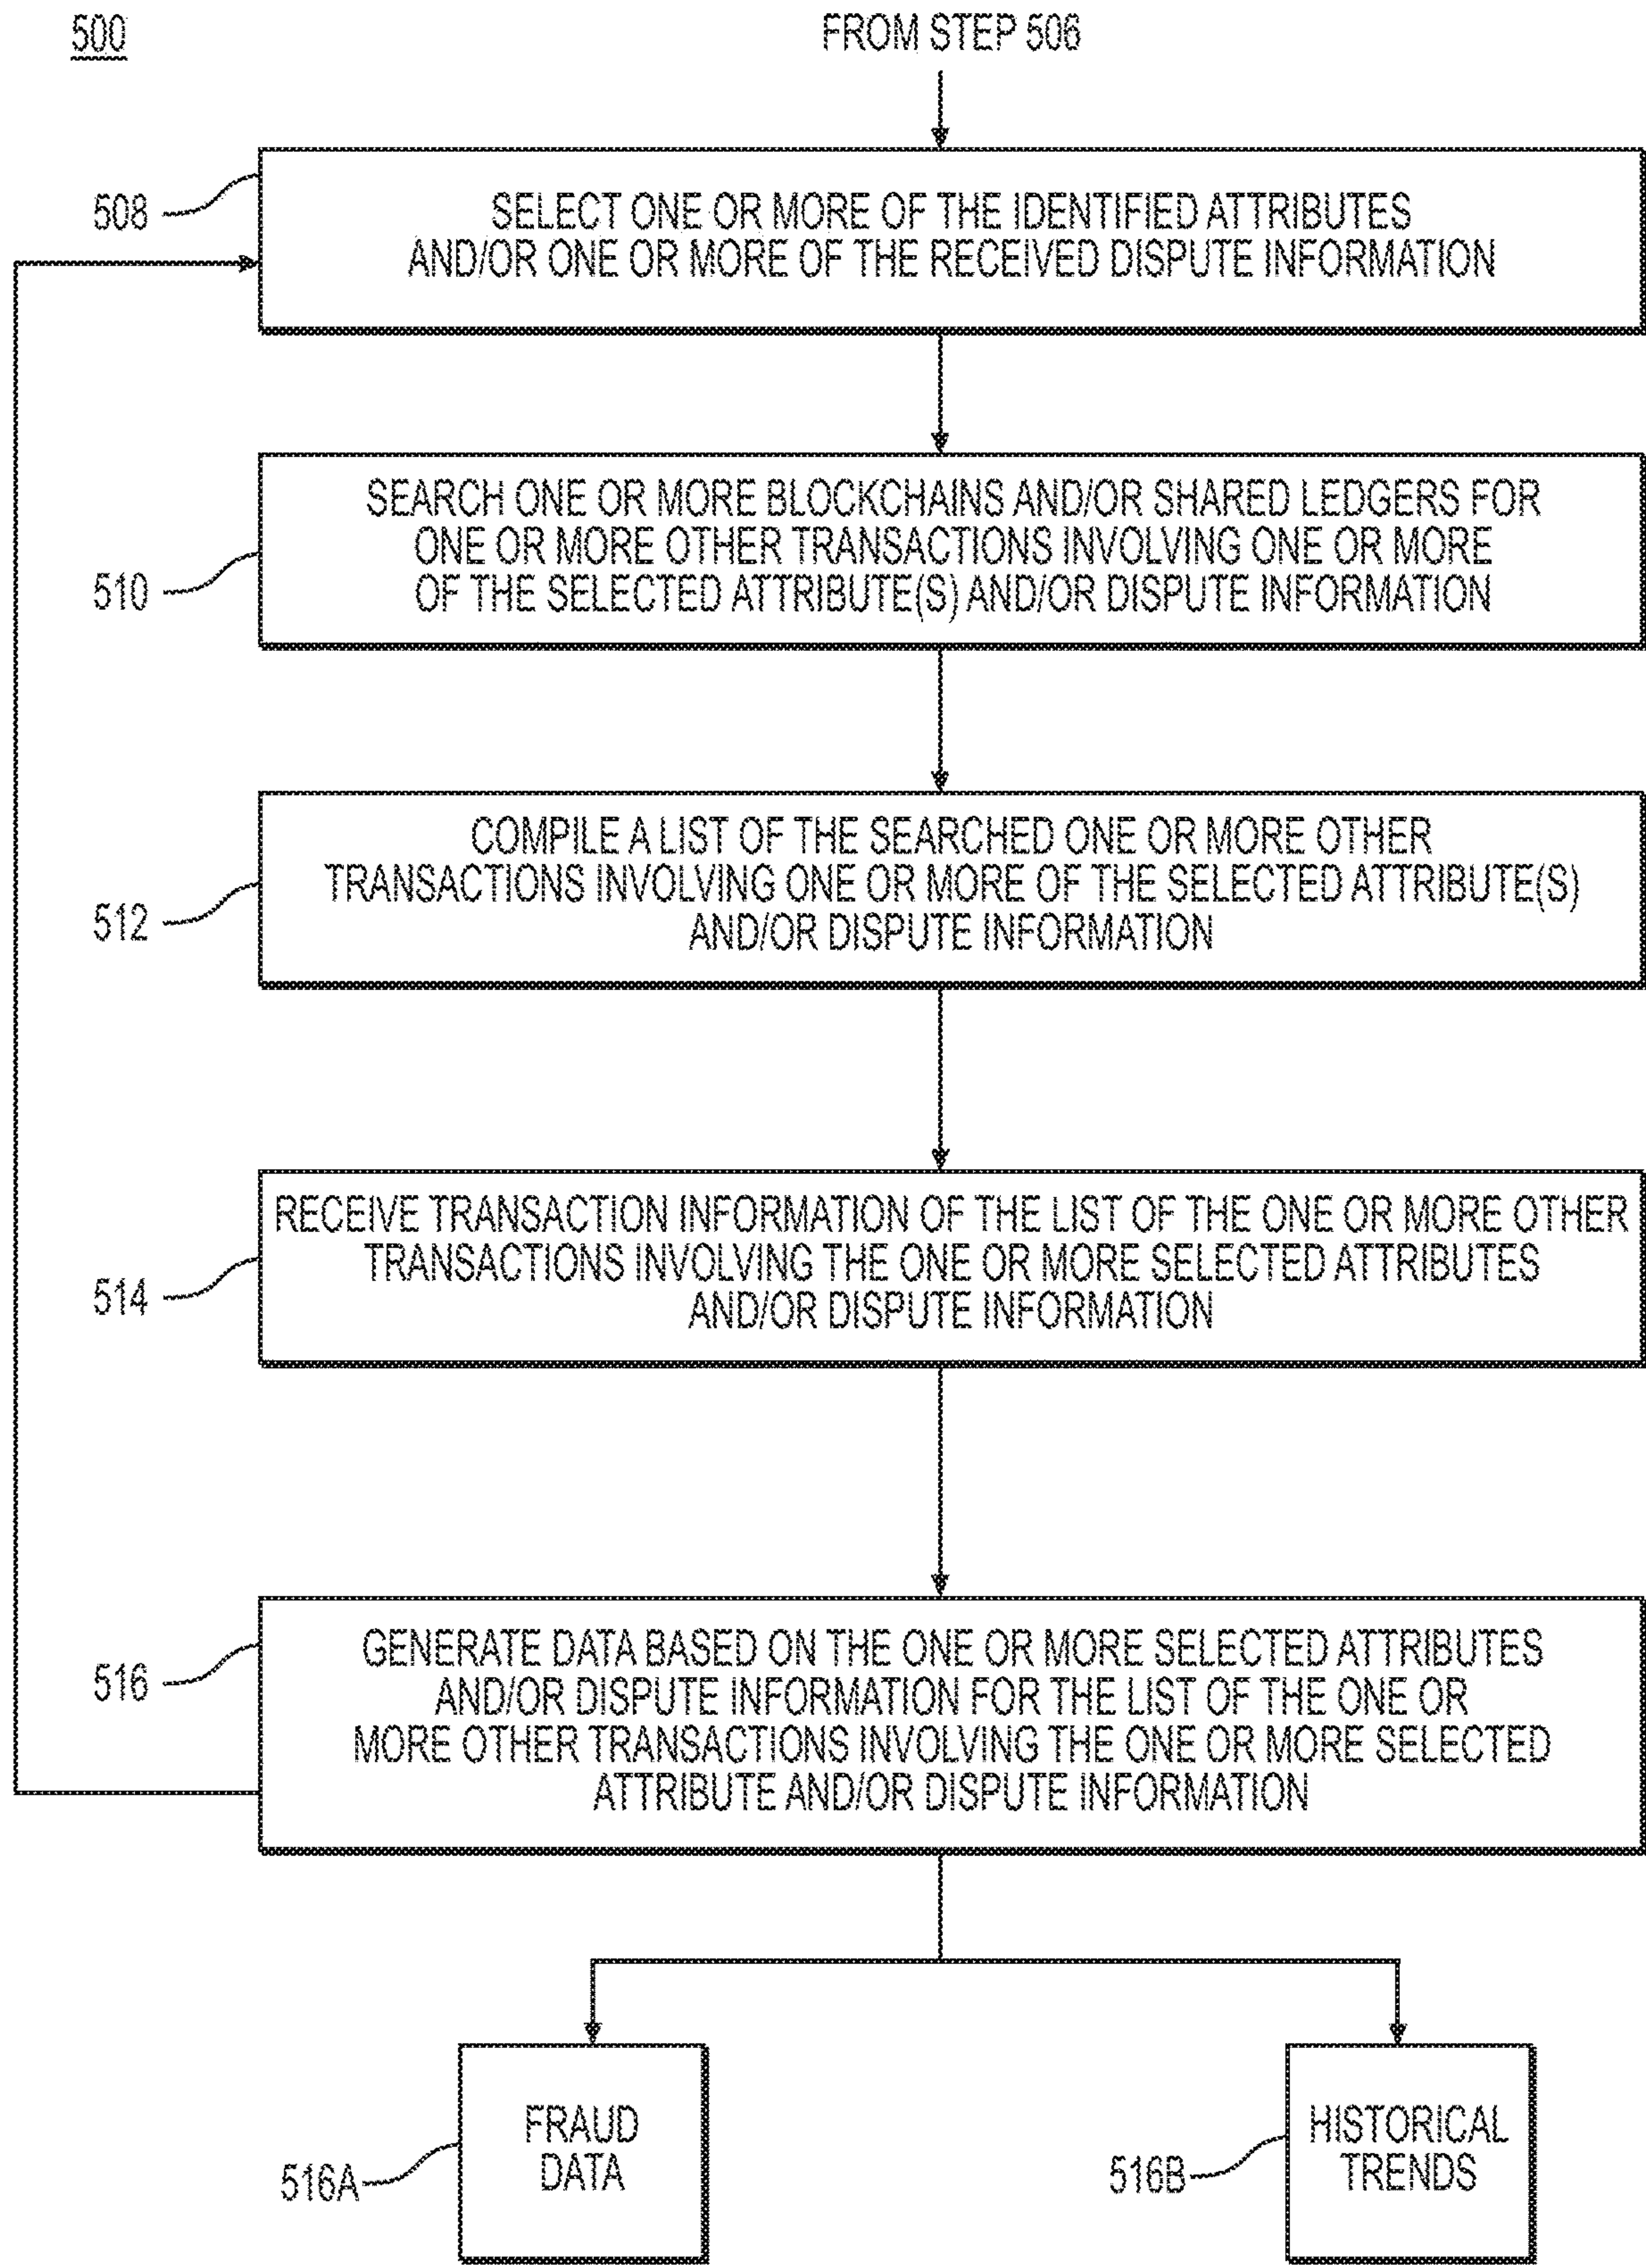 500
FROM STEP 506
508
SELECT ONE OR MORE OF THE IDENTIFIED ATTRIBUTES
AND/OR ONE OR MORE OF THE RECEIVED DISPUTE INFORMATION
510
SEARCH ONE OR MORE BLOCKCHAINS AND/OR SHARED LEDGERS FOR
ONE OR MORE OTHER TRANSACTIONS INVOLVING ONE OR MORE
OF THE SELECTED ATTRIBUTE(S) AND/OR DISPUTE INFORMATION
512
COMPILE A LIST OF THE SEARCHED ONE OR MORE OTHER
TRANSACTIONS INVOLVING ONE OR MORE OF THE SELECTED ATTRIBUTE(S)
AND/OR DISPUTE INFORMATION
514
RECEIVE TRANSACTION INFORMATION OF THE LIST OF THE ONE OR MORE OTHER
TRANSACTIONS INVOLVING THE ONE OR MORE SELECTED ATTRIBUTES
AND/OR DISPUTE INFORMATION
516
GENERATE DATA BASED ON THE ONE OR MORE SELECTED ATTRIBUTES
AND/OR DISPUTE INFORMATION FOR THE LIST OF THE ONE OR
MORE OTHER TRANSACTIONS INVOLVING THE ONE OR MORE SELECTED
ATTRIBUTE AND/OR DISPUTE INFORMATION
516A
FRAUD
DATA
516B
HISTORICAL
TRENDS